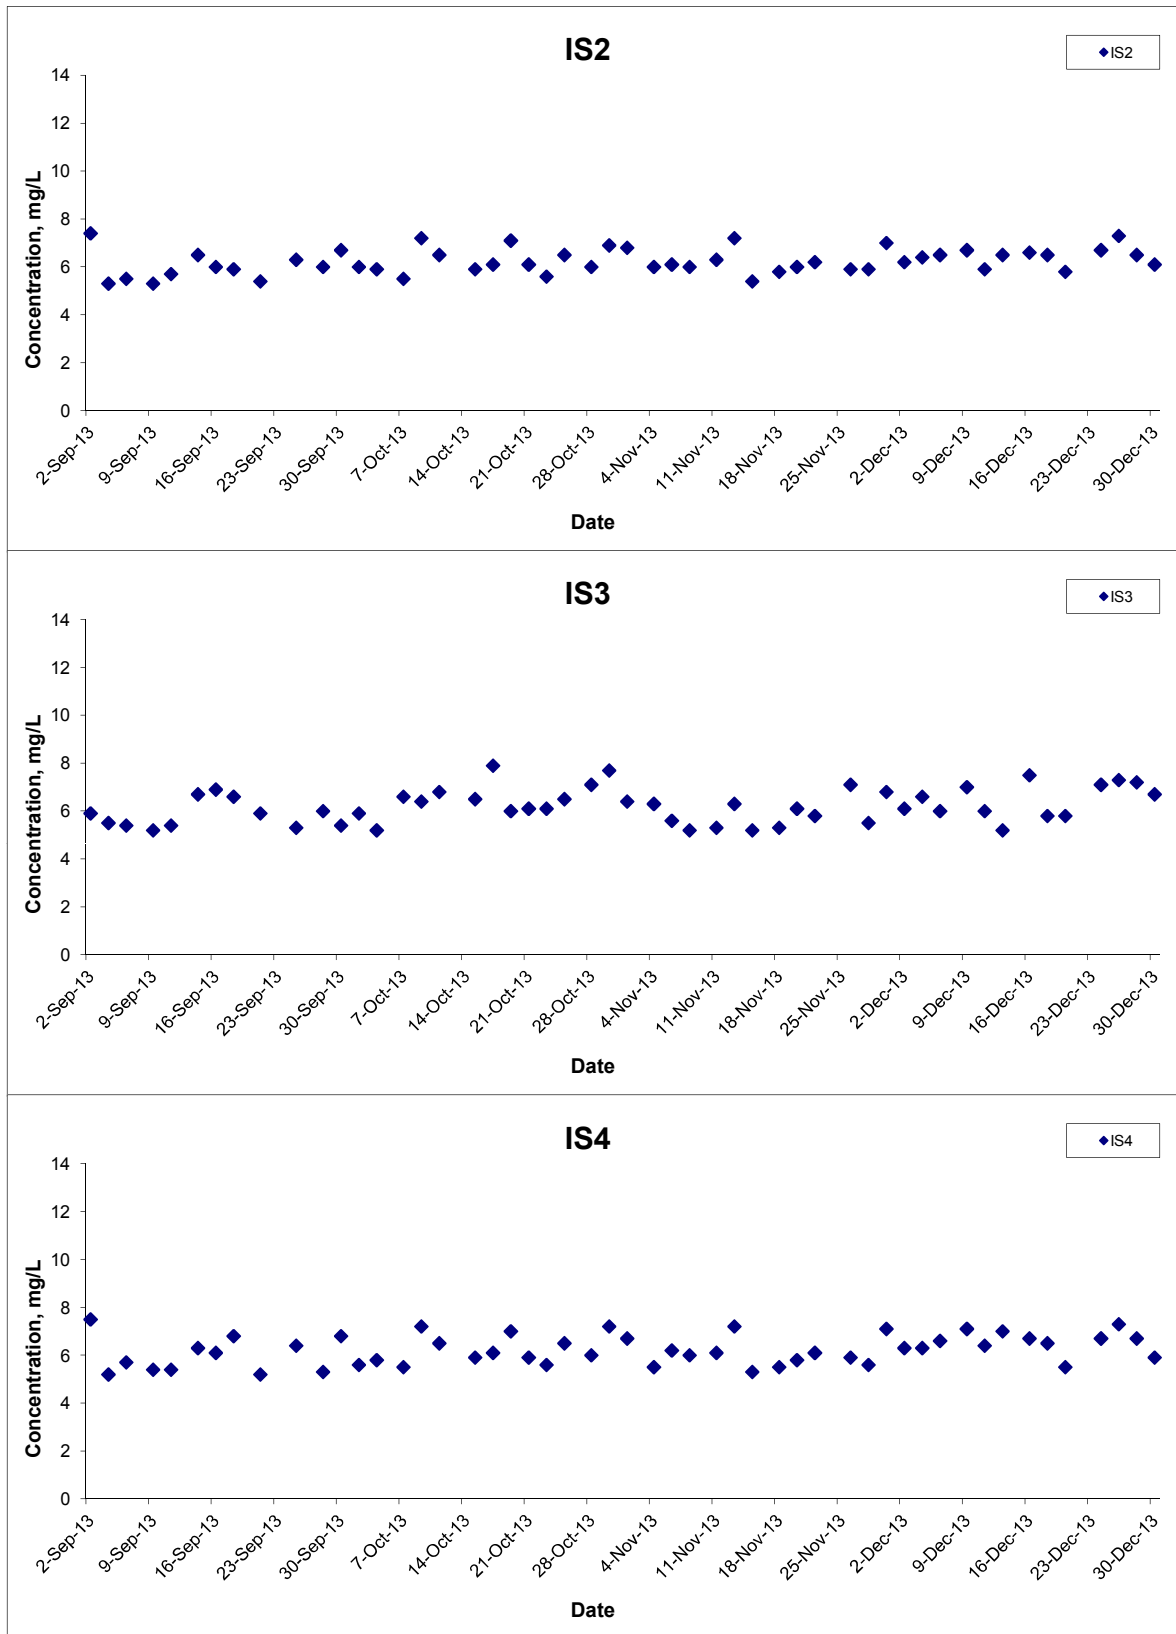 IS2
IS2
14
12
10
8
6
4
2
0
Concentration, mg/L
2-Sep-13
9-Sep-13
16-Sep-13
23-Sep-13
30-Sep-13
7-Oct-13
14-Oct-13
21-Oct-13
28-Oct-13
4-Nov-13
11-Nov-13
18-Nov-13
25-Nov-13
2-Dec-13
9-Dec-13
16-Dec-13
23-Dec-13
30-Dec-13
Date
IS3
IS3
14
12
10
8
6
4
2
0
Concentration, mg/L
2-Sep-13
9-Sep-13
16-Sep-13
23-Sep-13
30-Sep-13
7-Oct-13
14-Oct-13
21-Oct-13
28-Oct-13
4-Nov-13
11-Nov-13
18-Nov-13
25-Nov-13
2-Dec-13
9-Dec-13
16-Dec-13
23-Dec-13
30-Dec-13
Date
IS4
IS4
14
12
10
8
6
4
2
0
Concentration, mg/L
2-Sep-13
9-Sep-13
16-Sep-13
23-Sep-13
30-Sep-13
7-Oct-13
14-Oct-13
21-Oct-13
28-Oct-13
4-Nov-13
11-Nov-13
18-Nov-13
25-Nov-13
2-Dec-13
9-Dec-13
16-Dec-13
23-Dec-13
30-Dec-13
Date